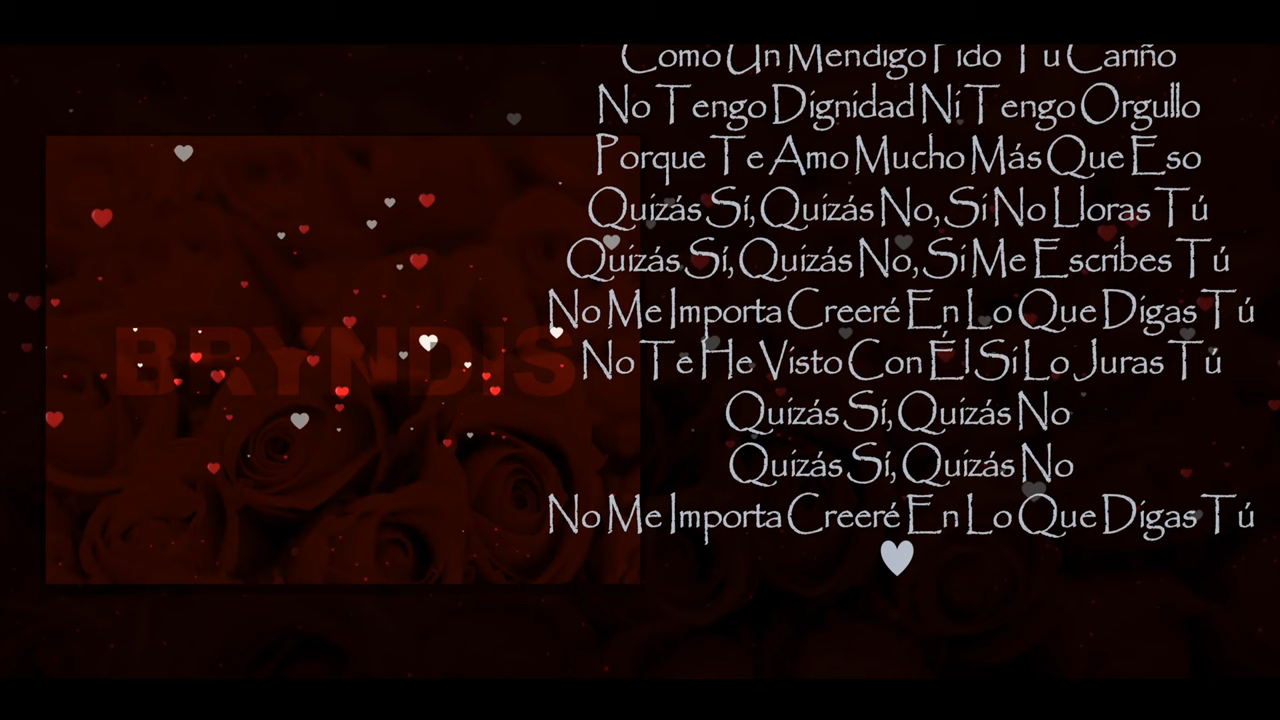 BRYNDIS
Como Un Mendigo Pido Tu Cariño
No Tengo Dignidad Ni Tengo Orgullo
Porque Te Amo Mucho Más Que Eso
Quizás Sí, Quizás No, Si No Lloras Tú
Quizás Sí, Quizás No, Si Me Escribes Tú
No Me Importa Creeré En Lo Que Digas Tú
No Te He Visto Con Él Si Lo Juras Tú
Quizás Sí, Quizás No
Quizás Sí, Quizás No
No Me Importa Creeré En Lo Que Digas Tú